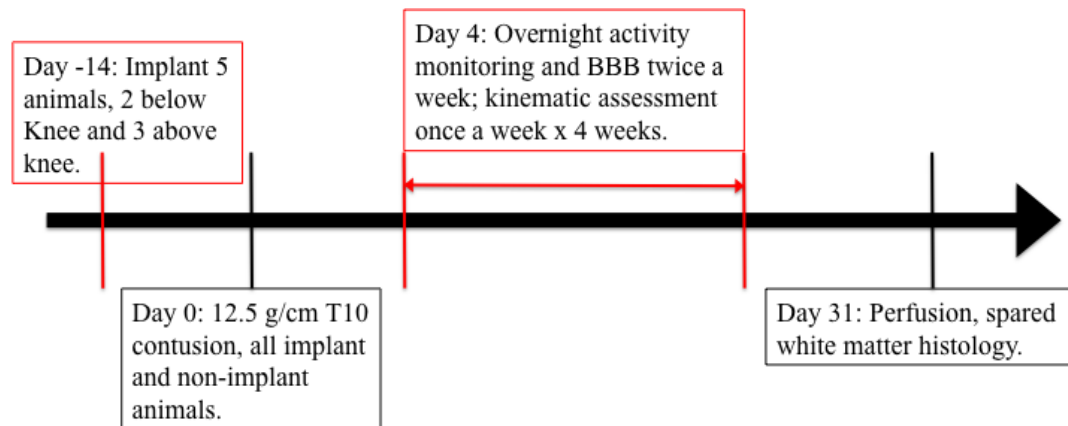 Day -14: Implant 5
animals, 2 below
Knee and 3 above
knee.
Day 0: 12.5 g/cm T10
contusion, all implant
and non-implant
animals.
Day 4: Overnight activity
monitoring and BBB twice a
week; kinematic assessment
once a week x 4 weeks.
Day 31: Perfusion, spared
white matter histology.